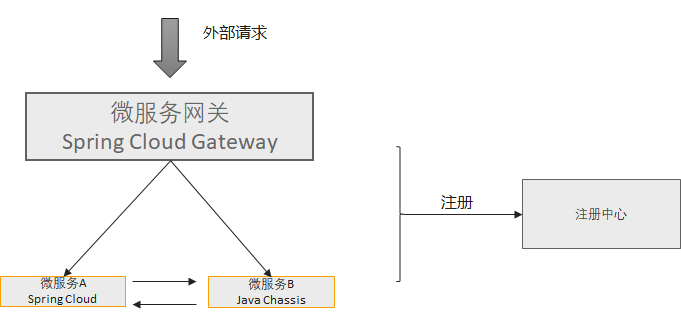 外部请求
微服务网关
Spring Cloud Gateway
注册
注册中心
微服务A
Spring Cloud
微服务B
Java Chassis